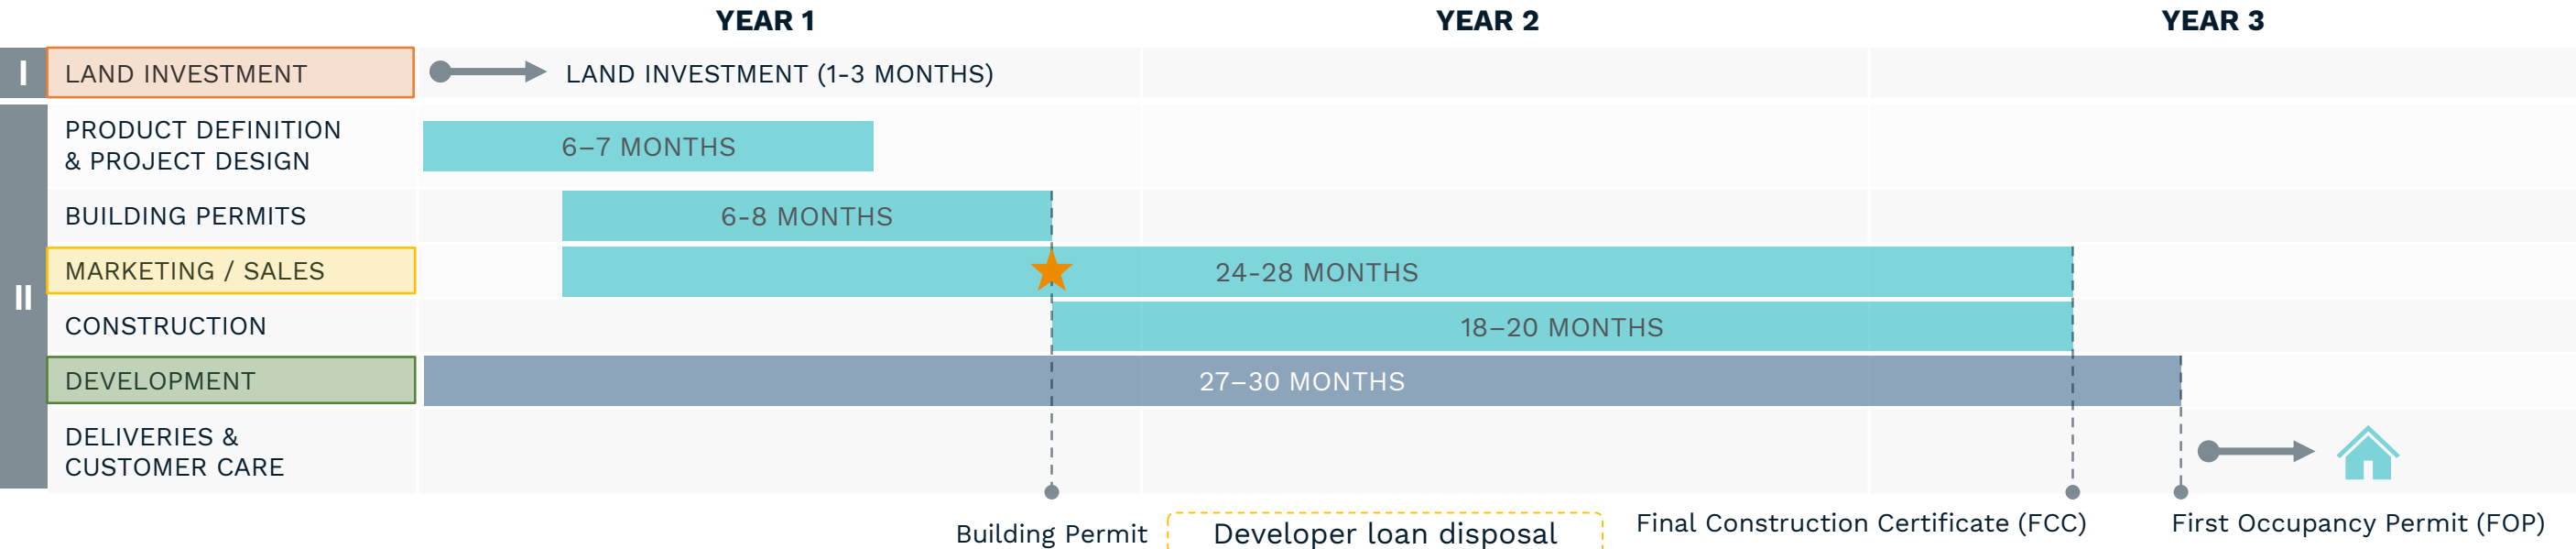 YEAR 1
YEAR 2
YEAR 3
I
LAND INVESTMENT
LAND INVESTMENT (1-3 MONTHS)
II
PRODUCT DEFINITION
& PROJECT DESIGN
6–7 MONTHS
BUILDING PERMITS
6-8 MONTHS
MARKETING / SALES
24-28 MONTHS
CONSTRUCTION
18–20 MONTHS
DEVELOPMENT
27–30 MONTHS
DELIVERIES &
CUSTOMER CARE
Building Permit
Developer loan disposal
Final Construction Certificate (FCC)
First Occupancy Permit (FOP)